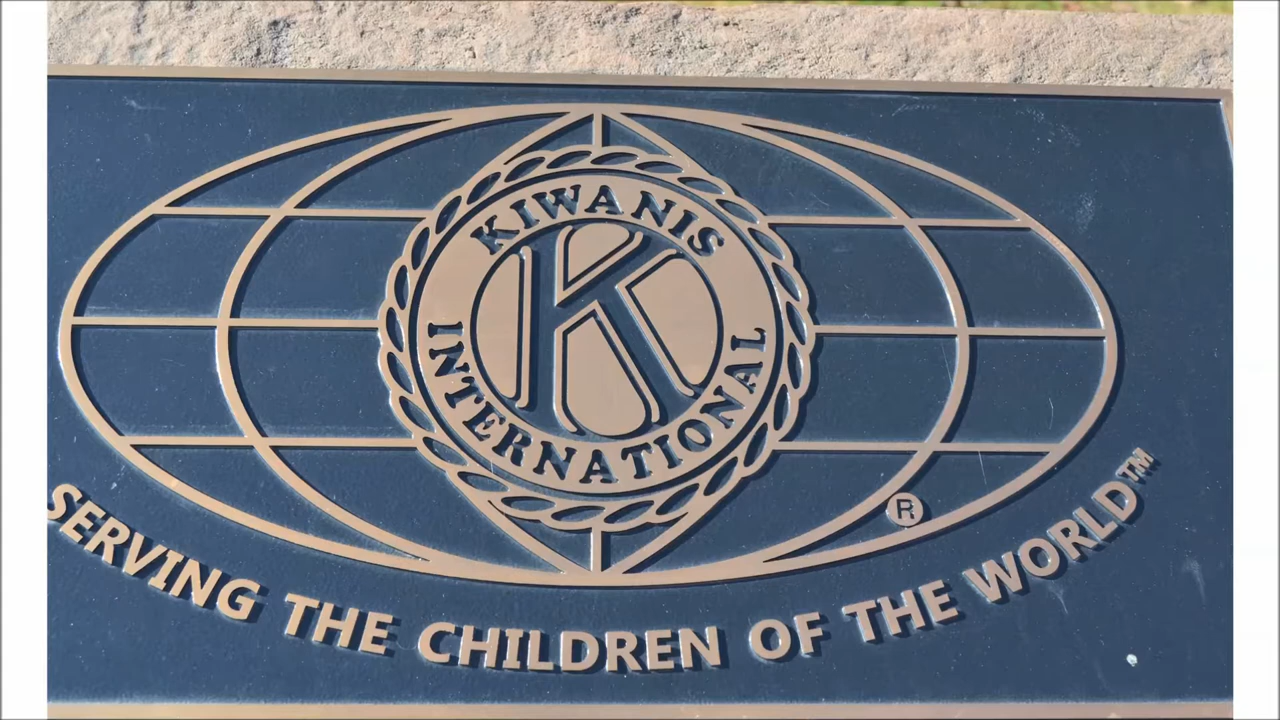 KIWANIS
K
INTERNATIONAL
®
SERVING THE CHILDREN OF THE WORLD™